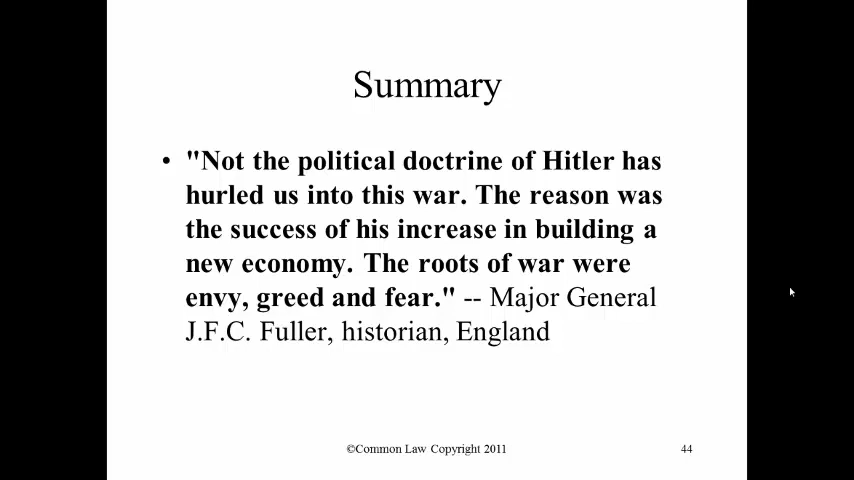 Summary
• "Not the political doctrine of Hitler has
hurled us into this war. The reason was
the success of his increase in building a
new economy. The roots of war were
envy, greed and fear." -- Major General
J.F.C. Fuller, historian, England
©Common Law Copyright 2011
44